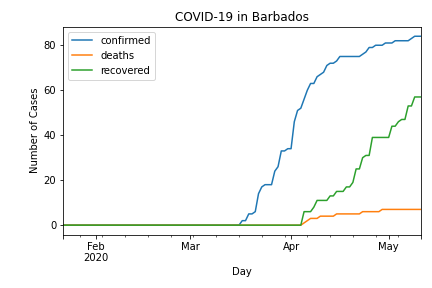 COVID-19 in Barbados
confirmed
deaths
recovered
80
60
40
20
0
Number of Cases
Feb
2020
Mar
Apr
May
Day